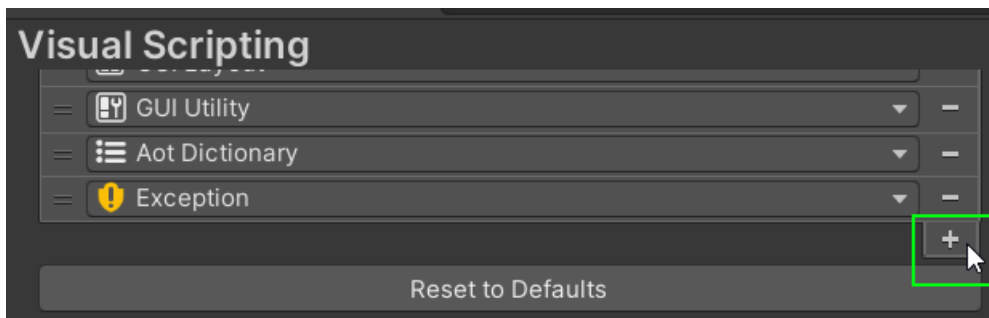 Visual Scripting
GUI Utility
Aot Dictionary
Exception
Reset to Defaults